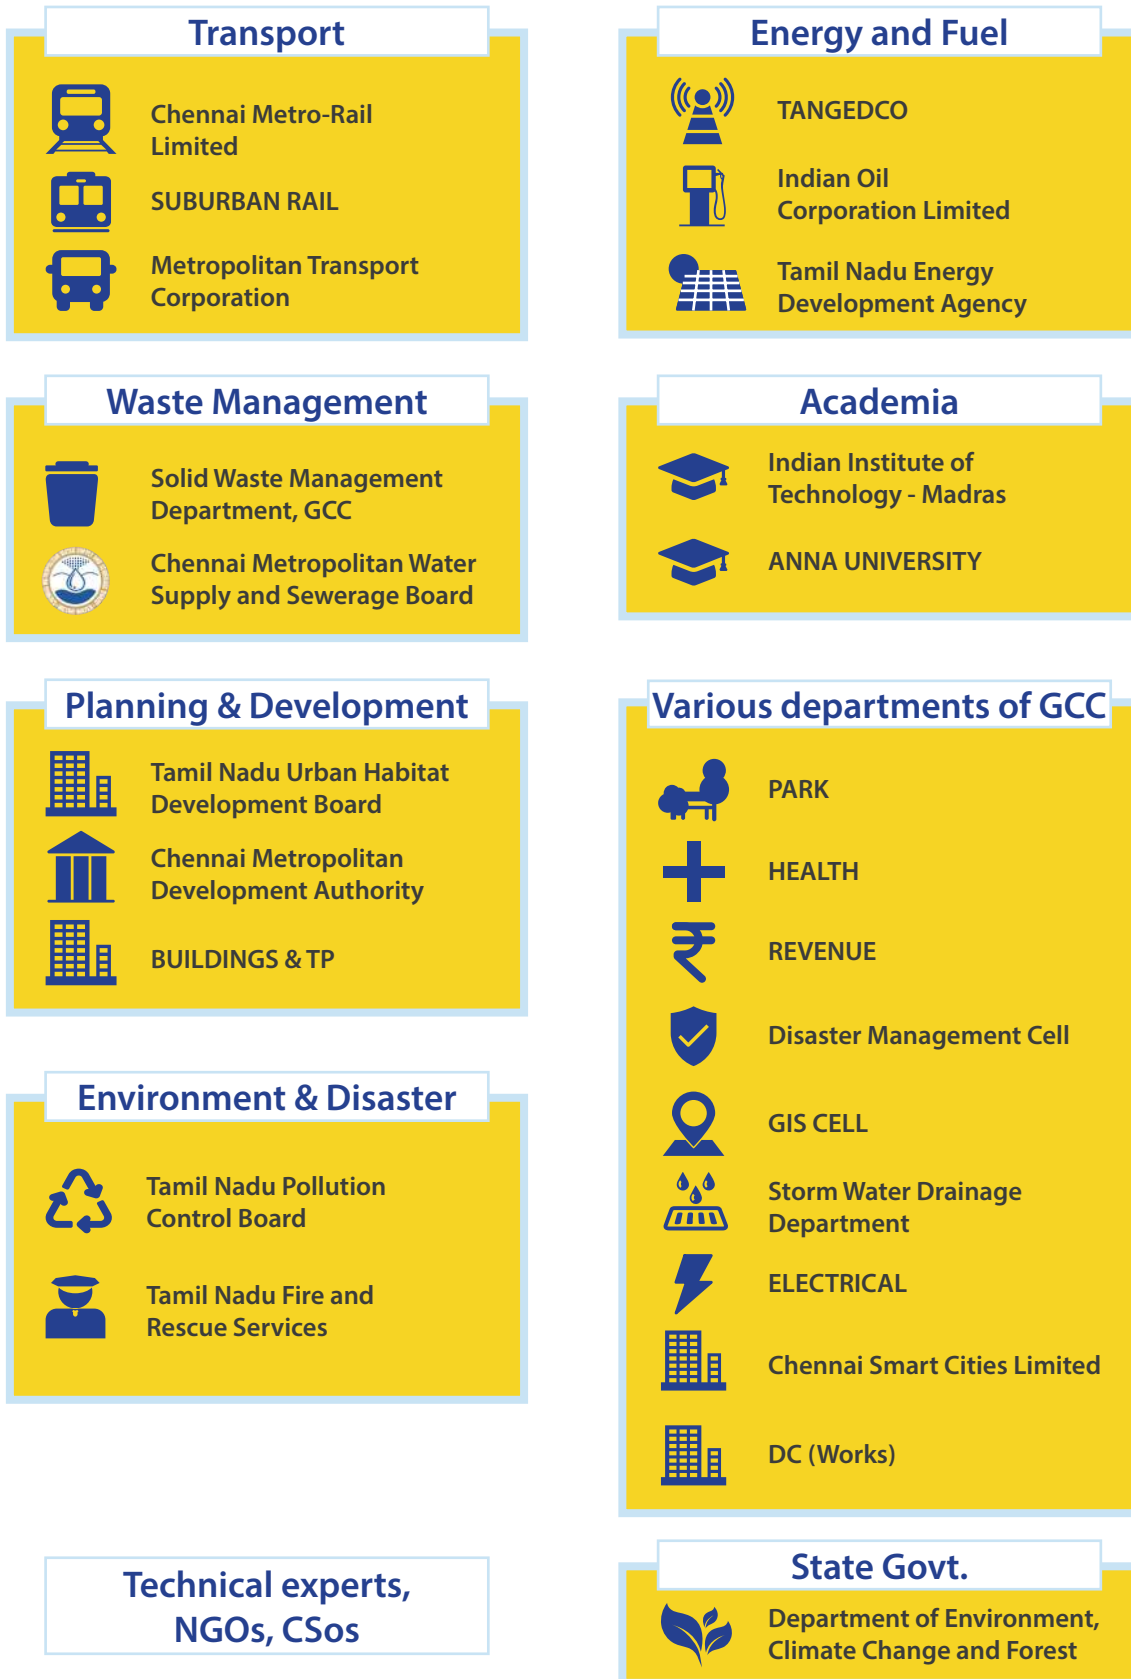 Transport
Chennai Metro-Rail
Limited
SUBURBAN RAIL
Metropolitan Transport
Corporation
Energy and Fuel
TANGEDCO
Indian Oil
Corporation Limited
Tamil Nadu Energy
Development Agency
Waste Management
Solid Waste Management
Department, GCC
Chennai Metropolitan Water
Supply and Sewerage Board
Academia
Indian Institute of
Technology - Madras
ANNA UNIVERSITY
Planning & Development
Tamil Nadu Urban Habitat
Development Board
Chennai Metropolitan
Development Authority
BUILDINGS & TP
Various departments of GCC
PARK
HEALTH
REVENUE
Disaster Management Cell
GIS CELL
Storm Water Drainage
Department
ELECTRICAL
Chennai Smart Cities Limited
DC (Works)
Environment & Disaster
Tamil Nadu Pollution
Control Board
Tamil Nadu Fire and
Rescue Services
Technical experts,
NGOs, CSos
State Govt.
Department of Environment,
Climate Change and Forest